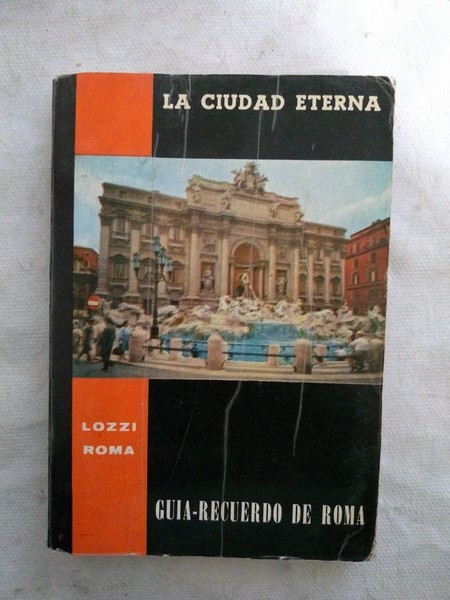 LA CIUDAD ETERNA
LOZZI
ROMA
GUIA-RECUERDO DE ROMA